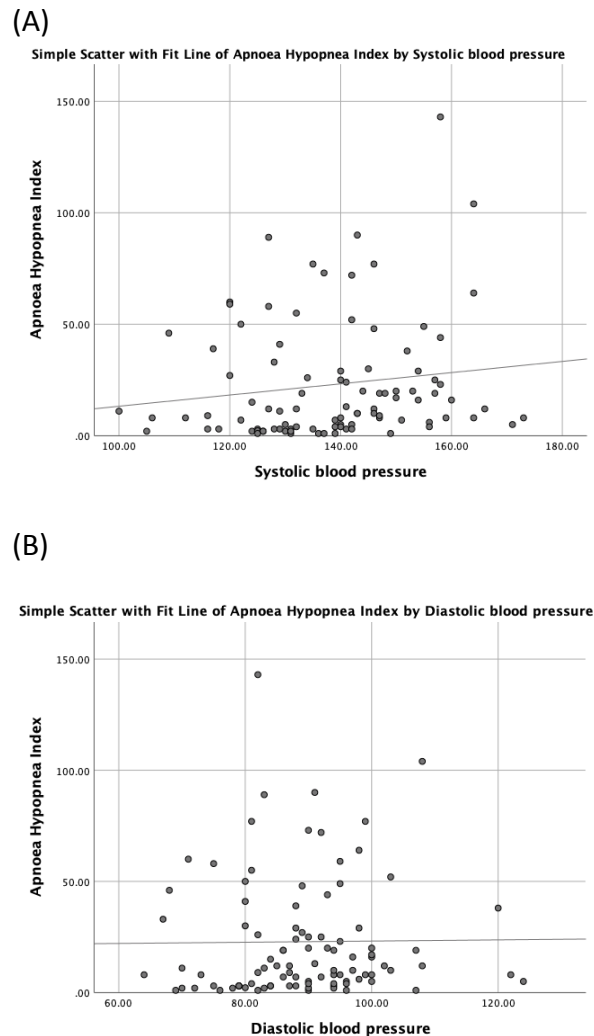 (A)
Simple Scatter with Fit Line of Apnoea Hypopnea Index by Systolic blood pressure
150.00
100.00
50.00
.00
Apnoea Hypopnea Index
100.00 120.00 140.00 160.00 180.00
Systolic blood pressure
(B)
Simple Scatter with Fit Line of Apnoea Hypopnea Index by Diastolic blood pressure
150.00
100.00
50.00
.00
Apnoea Hypopnea Index
60.00 80.00 100.00 120.00
Diastolic blood pressure